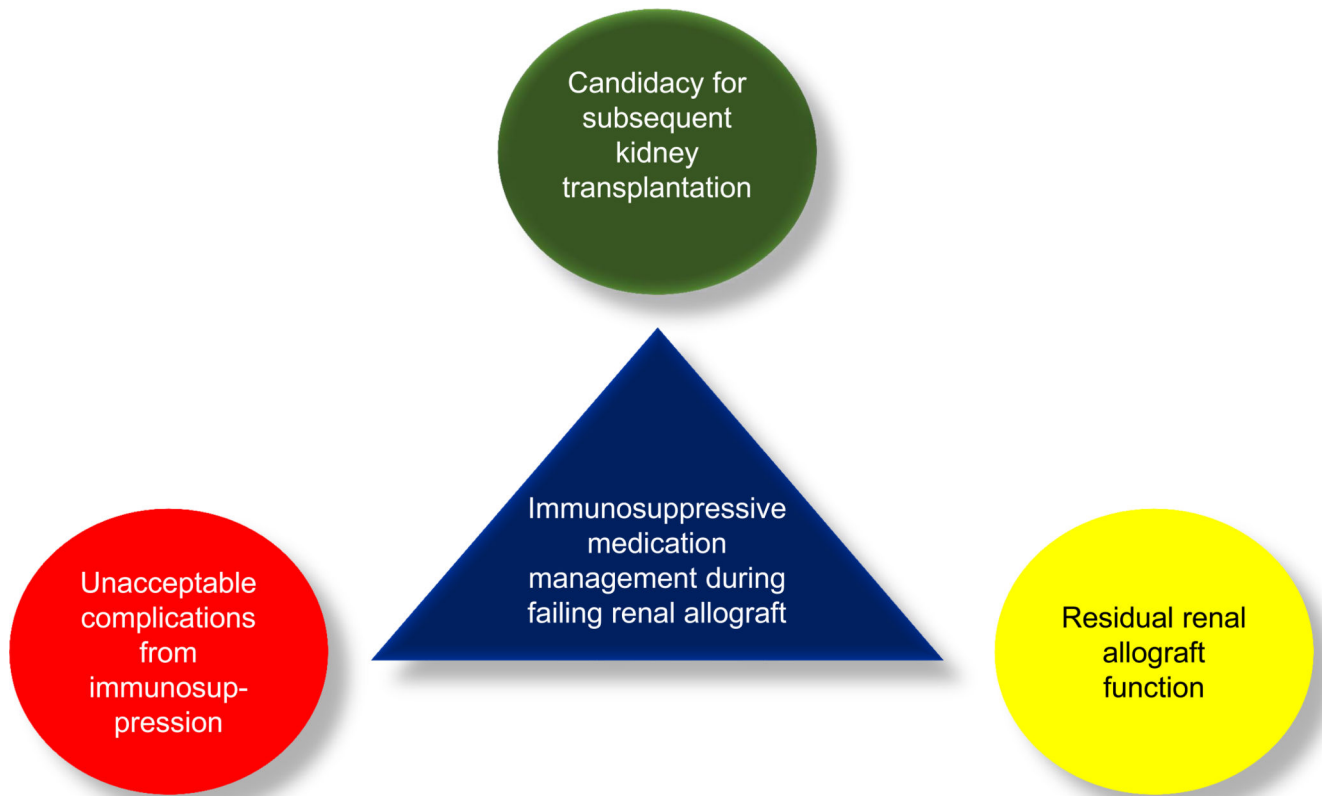 Candidacy for
subsequent
kidney
transplantation
Immunosuppressive
medication
management during
failing renal allograft
Unacceptable
complications
from
immunosup-
pression
Residual renal
allograft
function